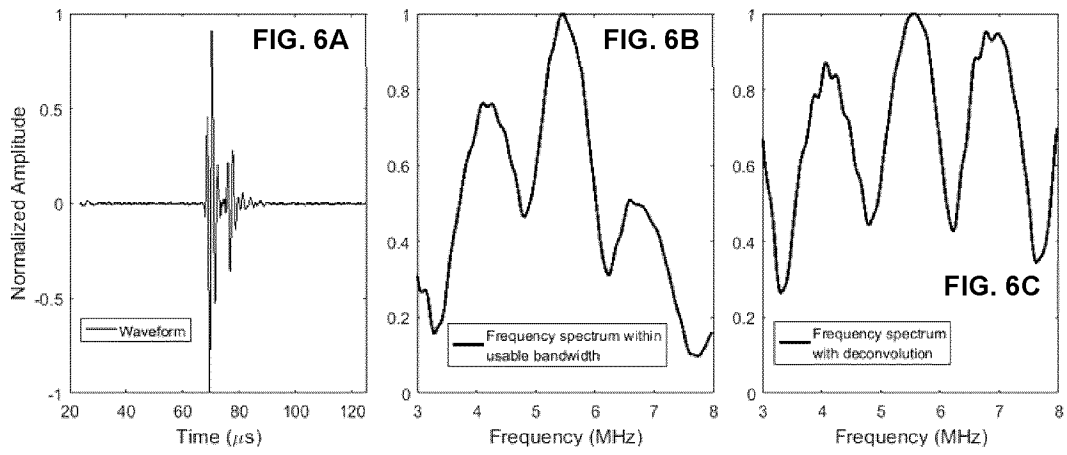 FIG. 6A
1
0.5
0
-0.5
-1
Normalized Amplitude
Waveform
20
40
60
80
100
120
Time (μs)
FIG. 6B
1
0.8
0.6
0.4
0.2
0
Frequency spectrum within
usable bandwidth
3
4
5
6
7
8
Frequency (MHz)
1
0.8
0.6
0.4
0.2
0
FIG. 6C
Frequency spectrum
with deconvolution
3
4
5
6
7
8
Frequency (MHz)